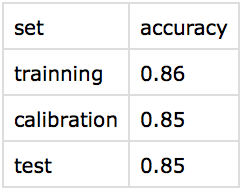 set accuracy
trainning 0.86
calibration 0.85
test 0.85